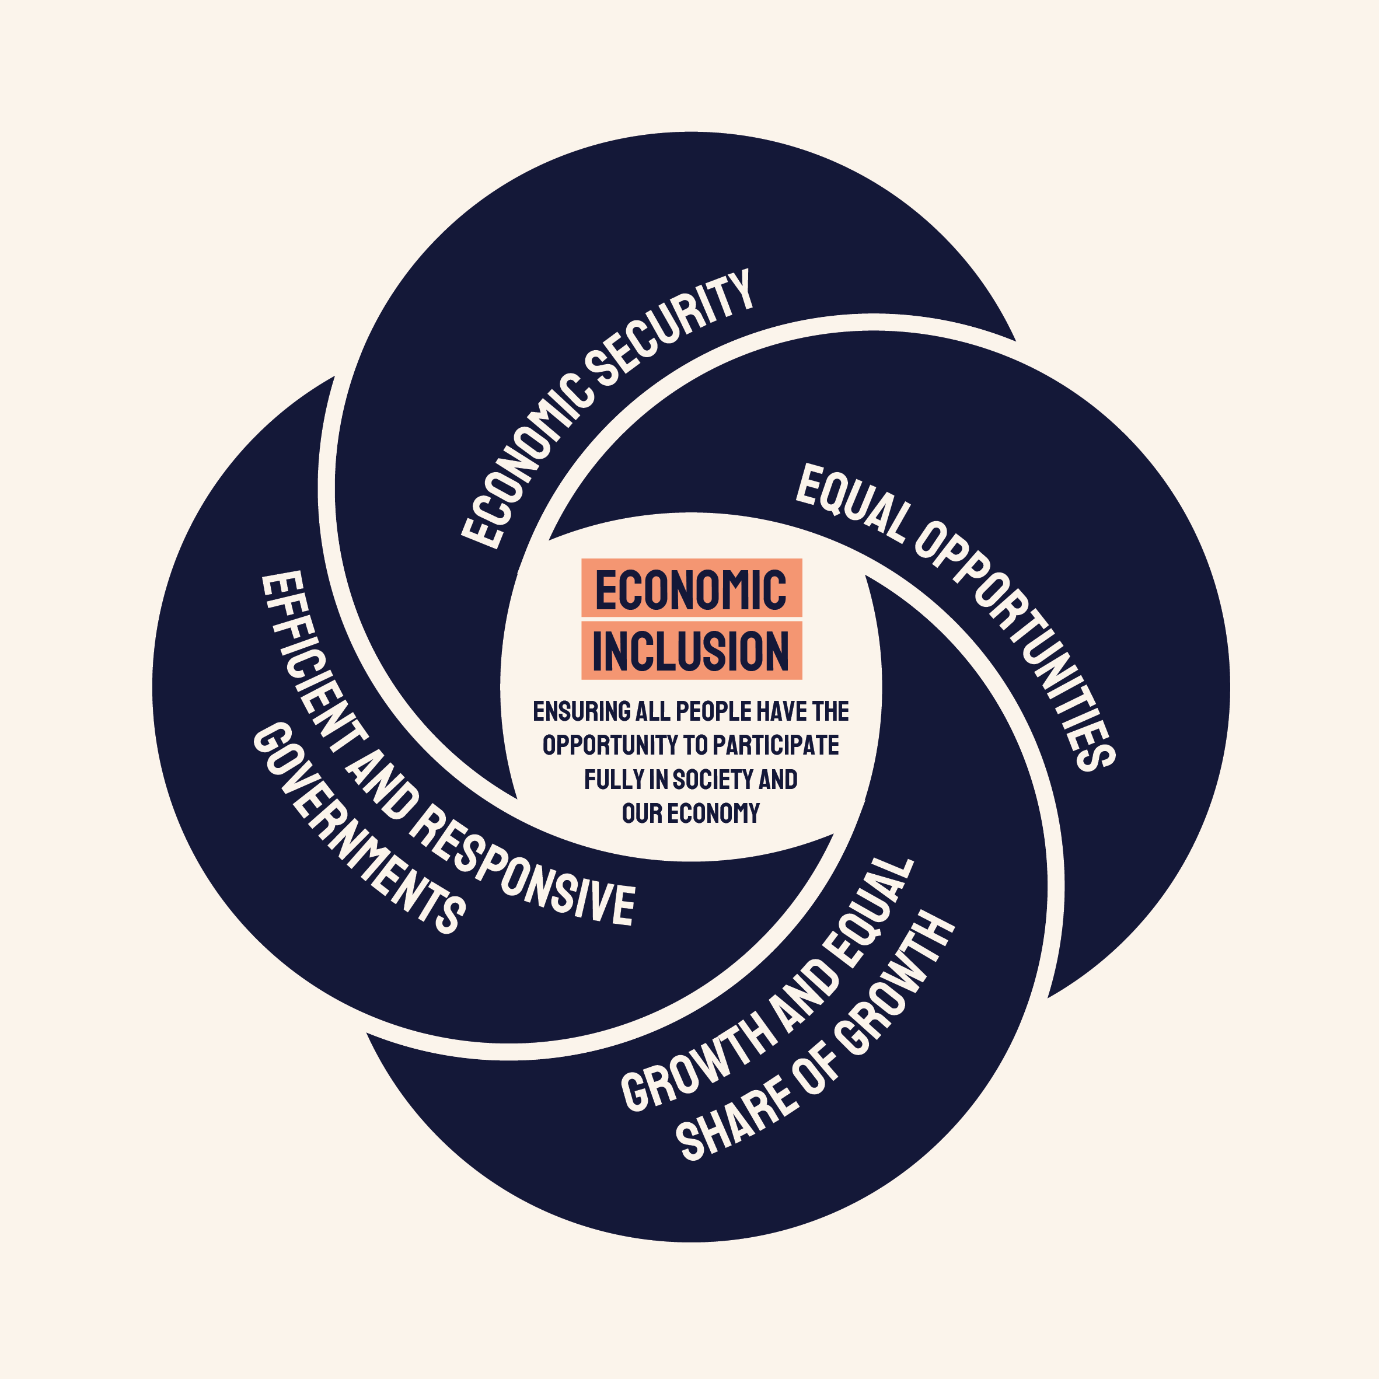 ECONOMIC SECURITY
EQUAL OPPORTUNITIES
ECONOMIC
INCLUSION
ENSURING ALL PEOPLE HAVE THE
OPPORTUNITY TO PARTICIPATE
FULLY IN SOCIETY AND
OUR ECONOMY
EFFICIENT AND RESPONSIVE
GOVERNMENTS
GROWTH AND EQUAL
SHARE OF GROWTH